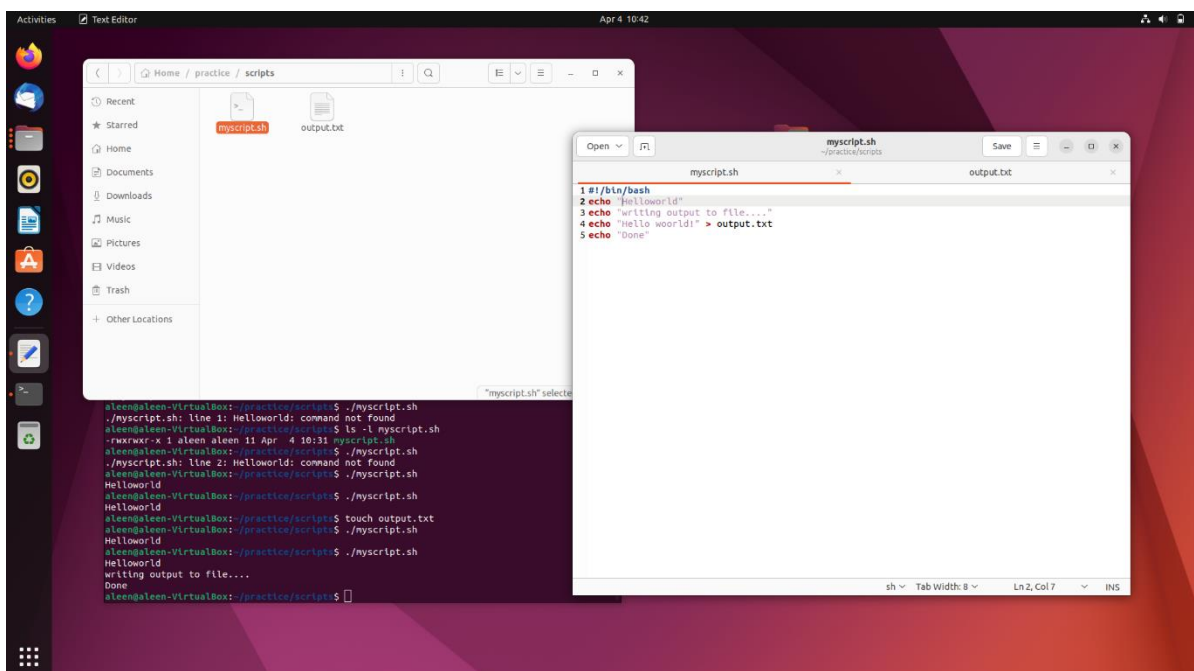 Activities Text Editor Apr 4 10:42
Home / practice / scripts
Recent
Starred
Home
Documents
Downloads
Music
Pictures
Videos
Trash
+ Other Locations
myscript.sh output.txt
"myscript.sh" selecte
Open myscript.sh Save
~/practice/scripts
myscript.sh output.txt
1 #!/bin/bash
2 echo "Helloworld"
3 echo "writing output to file...."
4 echo "Hello woorld!" > output.txt
5 echo "Done"
sh Tab Width: 8 Ln 2, Col 7 INS
aleen@aleen-VirtualBox:~/practice/scripts$ ./myscript.sh
./myscript.sh: line 1: Helloworld: command not found
aleen@aleen-VirtualBox:~/practice/scripts$ ls -l myscript.sh
-rwxrwxr-x 1 aleen aleen 11 Apr  4 10:31 myscript.sh
aleen@aleen-VirtualBox:~/practice/scripts$ ./myscript.sh
./myscript.sh: line 2: Helloworld: command not found
aleen@aleen-VirtualBox:~/practice/scripts$ ./myscript.sh
Helloworld
aleen@aleen-VirtualBox:~/practice/scripts$ ./myscript.sh
Helloworld
aleen@aleen-VirtualBox:~/practice/scripts$ touch output.txt
aleen@aleen-VirtualBox:~/practice/scripts$ ./myscript.sh
Helloworld
aleen@aleen-VirtualBox:~/practice/scripts$ ./myscript.sh
Helloworld
writing output to file....
Done
aleen@aleen-VirtualBox:~/practice/scripts$